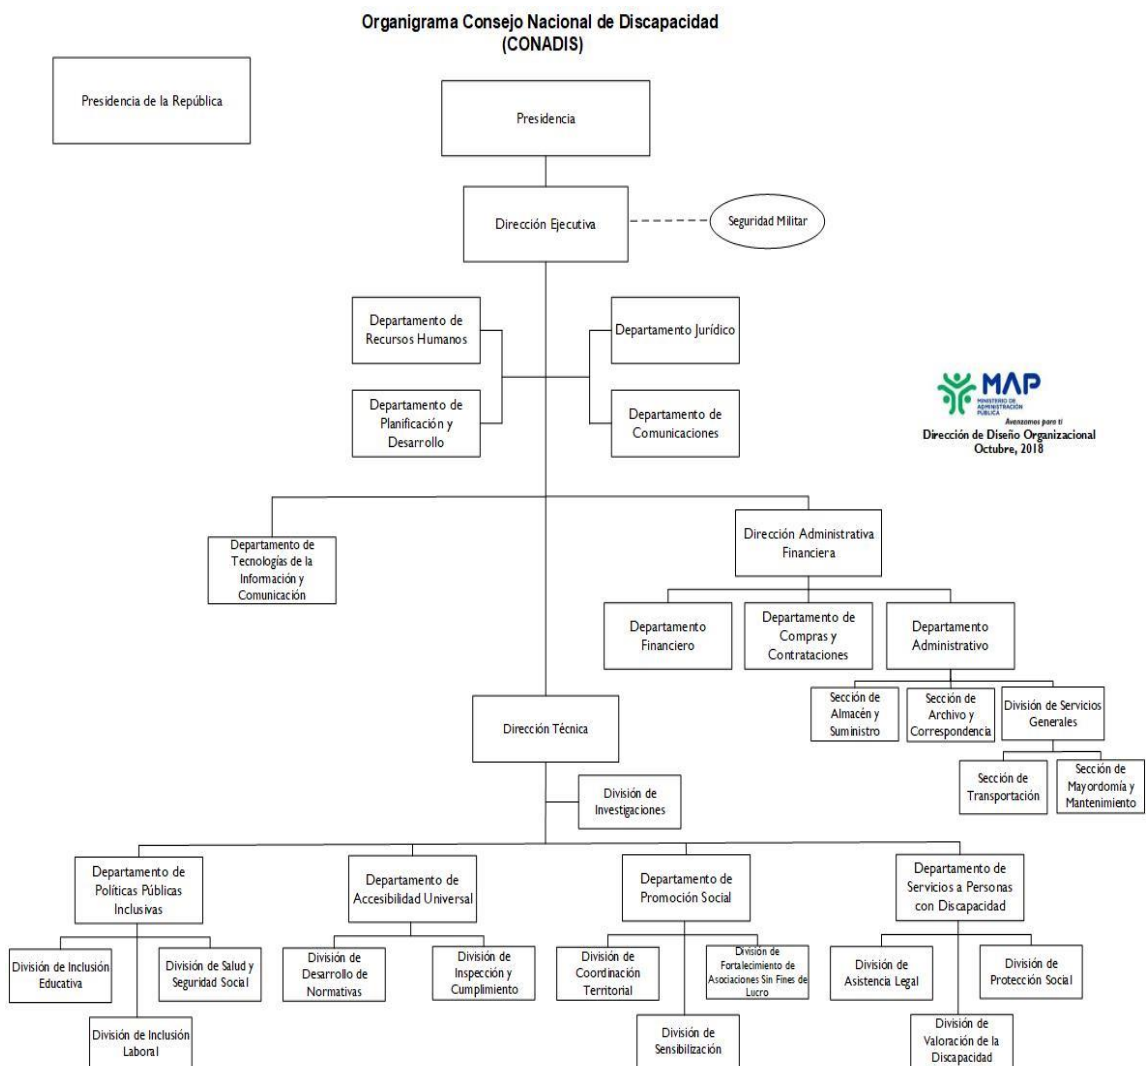 Organigrama Consejo Nacional de Discapacidad
(CONADIS)
Presidencia de la República
Presidencia
Dirección Ejecutiva
Seguridad Militar
Departamento de
Recursos Humanos
Departamento Jurídico
Departamento de
Planificación y
Desarrollo
Departamento de
Comunicaciones
MAP
MINISTERIO DE
ADMINISTRACIÓN
PÚBLICA
Avanzamos para ti
Dirección de Diseño Organizacional
Octubre, 2018
Departamento de
Tecnologías de la
Información y
Comunicación
Dirección Administrativa
Financiera
Departamento
Financiero
Departamento de
Compras y
Contrataciones
Departamento
Administrativo
Sección de
Almacén y
Suministro
Sección de
Archivo y
Correspondencia
División de Servicios
Generales
Sección de
Transportación
Sección de
Mayordomía y
Mantenimiento
Dirección Técnica
División de
Investigaciones
Departamento de
Políticas Públicas
Inclusivas
Departamento de
Accesibilidad Universal
Departamento de
Promoción Social
Departamento de
Servicios a Personas
con Discapacidad
División de Inclusión
Educativa
División de Salud y
Seguridad Social
División de Inclusión
Laboral
División de
Desarrollo de
Normativas
División de
Inspección y
Cumplimiento
División de
Coordinación
Territorial
División de
Fortalecimiento de
Asociaciones Sin Fines de
Lucro
División de
Sensibilización
División de
Asistencia Legal
División de
Protección Social
División de
Valoración de la
Discapacidad